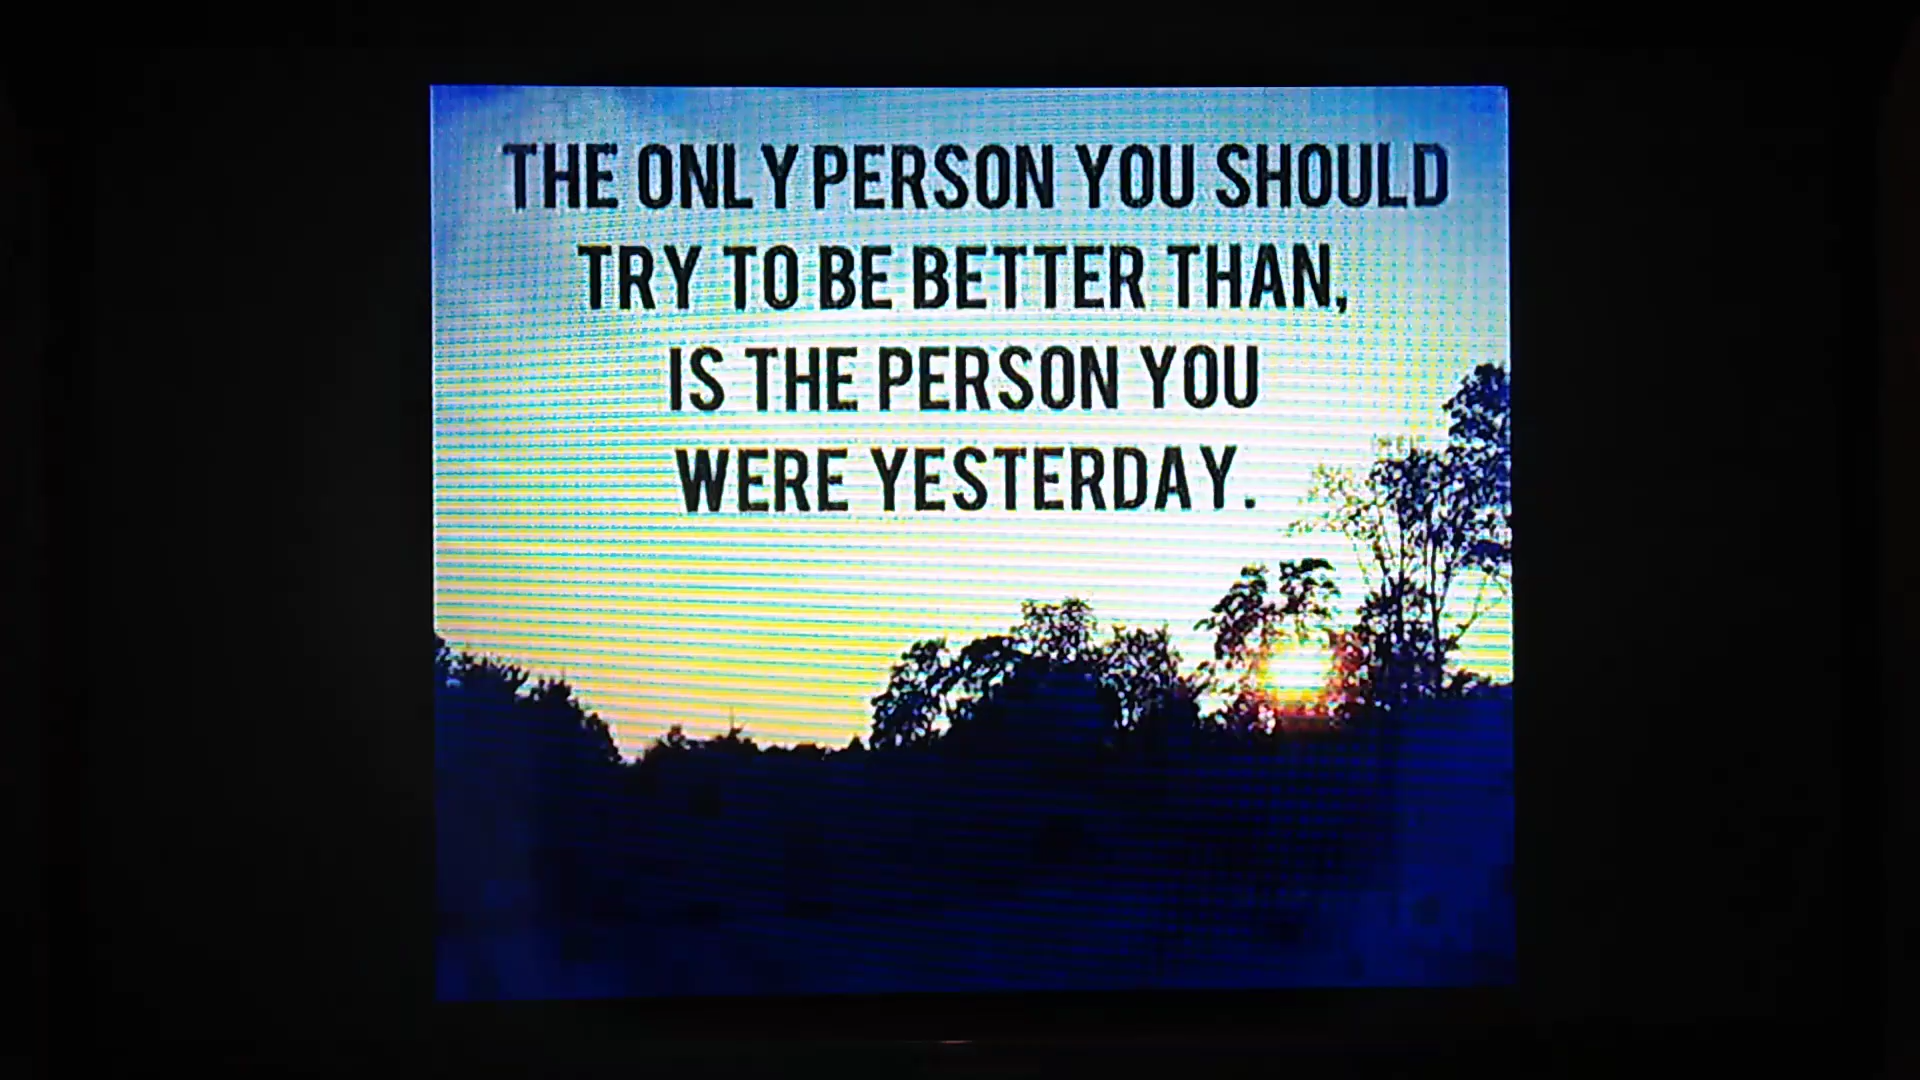 THE ONLY PERSON YOU SHOULD
TRY TO BE BETTER THAN,
IS THE PERSON YOU
WERE YESTERDAY.